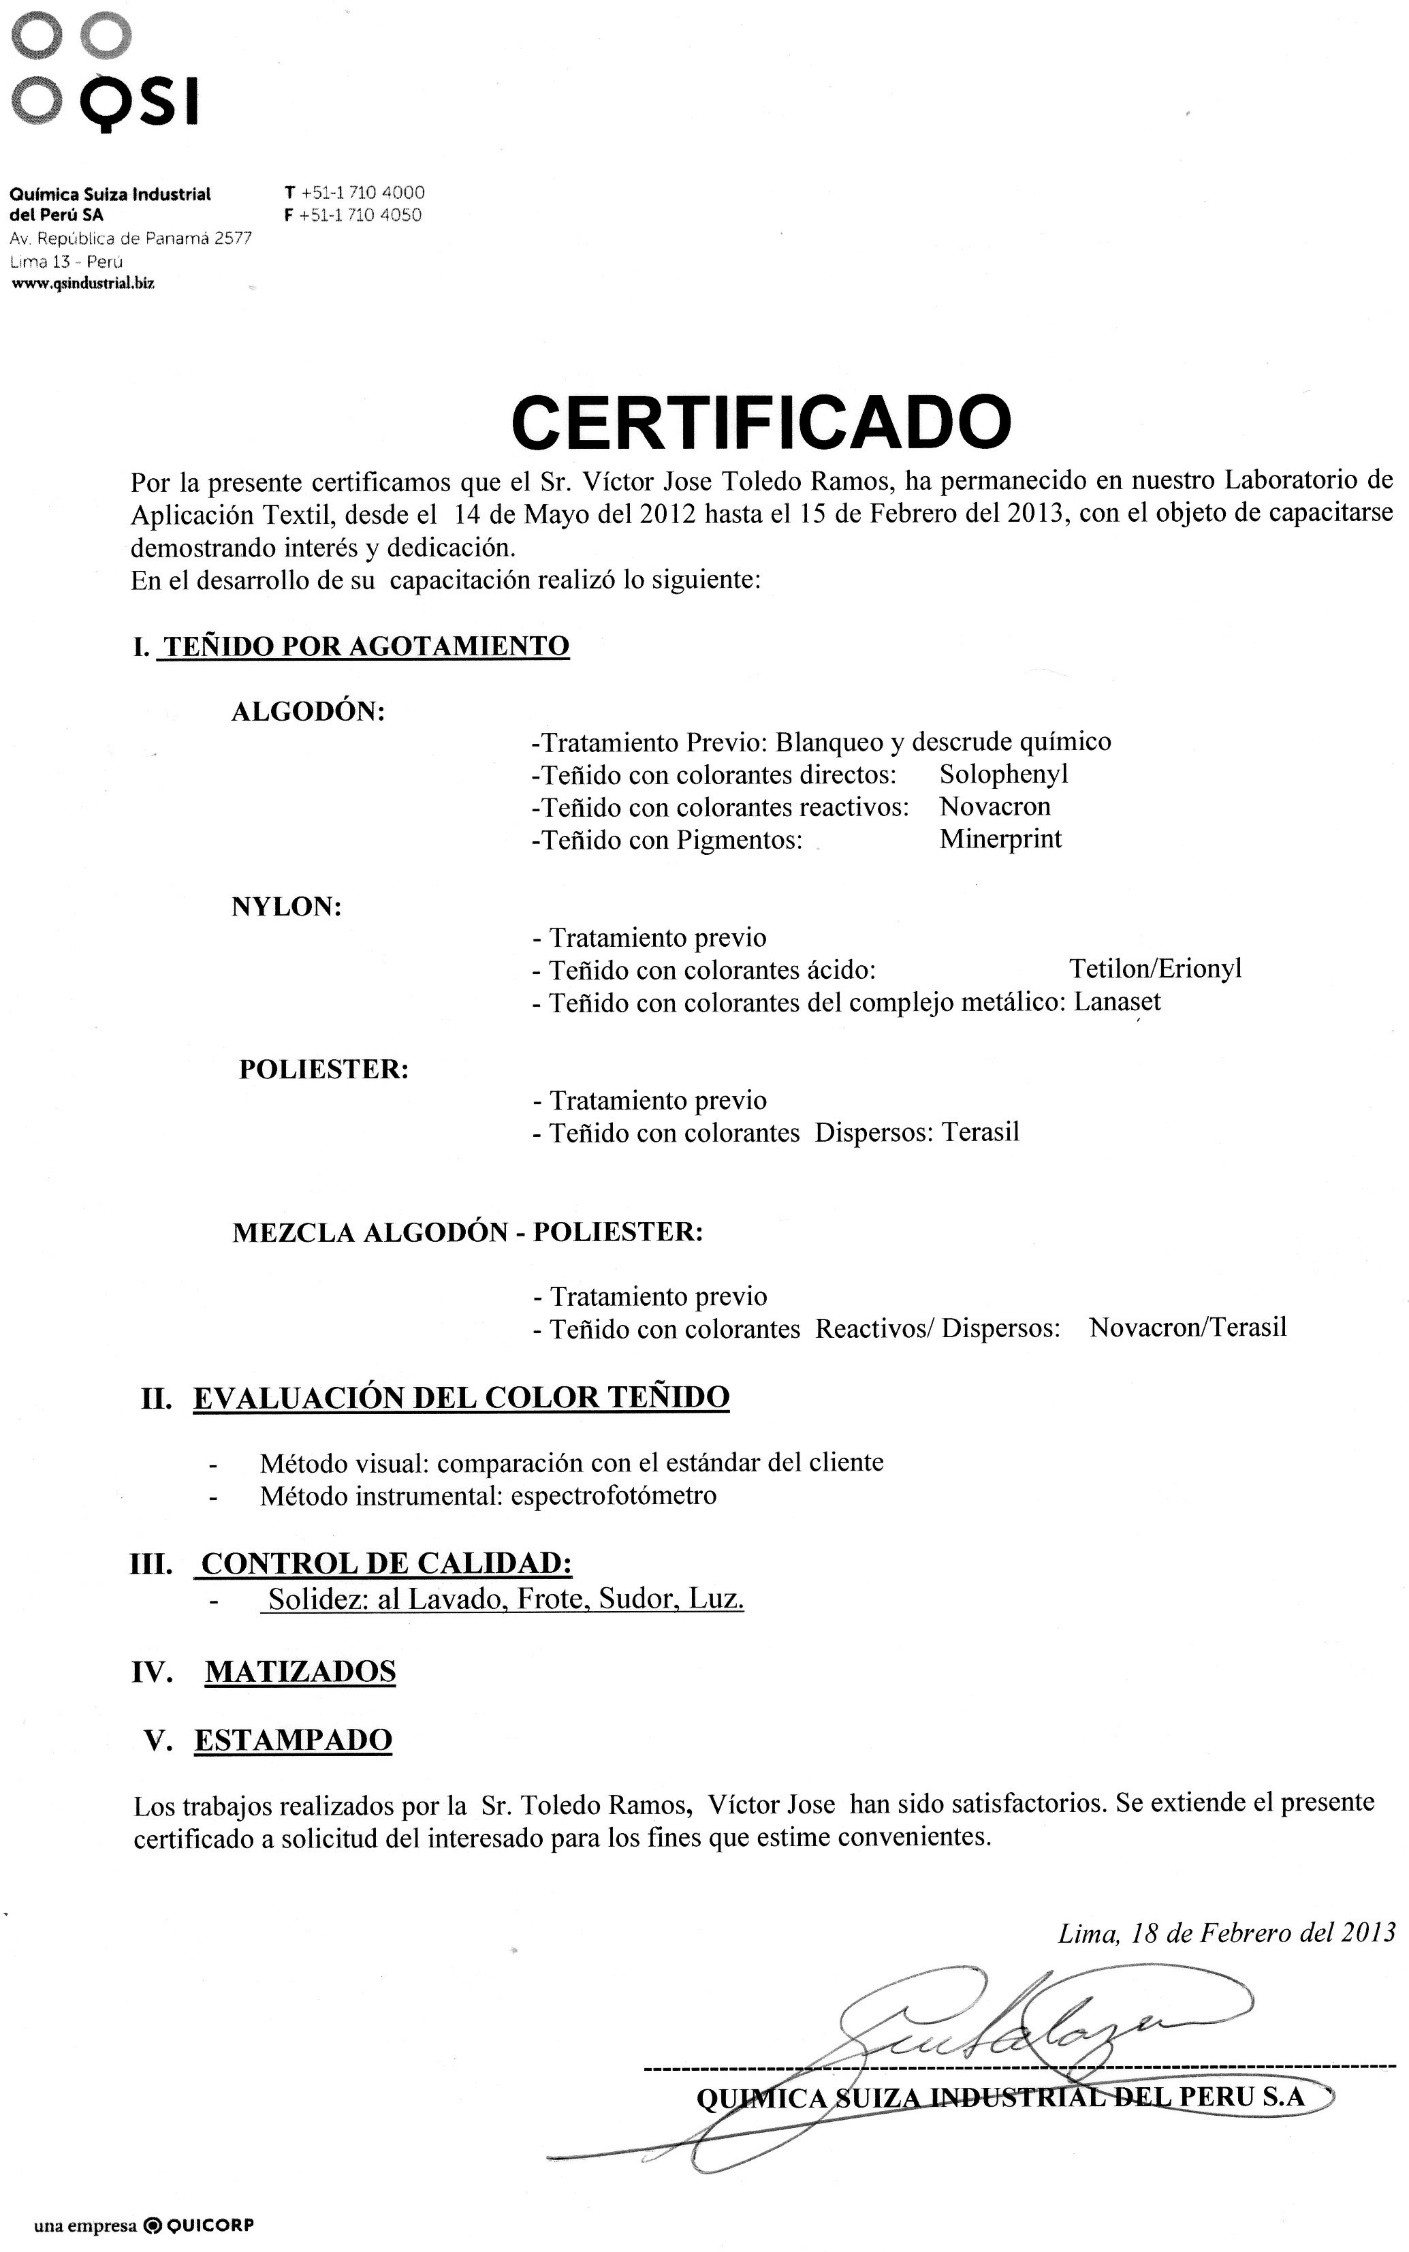 QSI
Química Suiza Industrial
del Perú SA
Av. República de Panamá 2577
Lima 13 - Perú
www.qsindustrial.biz
T +51-1 710 4000
F +51-1 710 4050
CERTIFICADO
Por la presente certificamos que el Sr. Víctor Jose Toledo Ramos, ha permanecido en nuestro Laboratorio de
Aplicación Textil, desde el 14 de Mayo del 2012 hasta el 15 de Febrero del 2013, con el objeto de capacitarse
demostrando interés y dedicación.
En el desarrollo de su capacitación realizó lo siguiente:
I. TEÑIDO POR AGOTAMIENTO
ALGODÓN:
-Tratamiento Previo: Blanqueo y descrude químico
-Teñido con colorantes directos: Solophenyl
-Teñido con colorantes reactivos: Novacron
-Teñido con Pigmentos: Minerprint
NYLON:
- Tratamiento previo
- Teñido con colorantes ácido: Tetilon/Erionyl
- Teñido con colorantes del complejo metálico: Lanaset
POLIESTER:
- Tratamiento previo
- Teñido con colorantes Dispersos: Terasil
MEZCLA ALGODÓN - POLIESTER:
- Tratamiento previo
- Teñido con colorantes Reactivos/ Dispersos: Novacron/Terasil
II. EVALUACIÓN DEL COLOR TEÑIDO
- Método visual: comparación con el estándar del cliente
- Método instrumental: espectrofotómetro
III. CONTROL DE CALIDAD:
- Solidez: al Lavado, Frote, Sudor, Luz.
IV. MATIZADOS
V. ESTAMPADO
Los trabajos realizados por la Sr. Toledo Ramos, Víctor Jose han sido satisfactorios. Se extiende el presente
certificado a solicitud del interesado para los fines que estime convenientes.
Lima, 18 de Febrero del 2013
QUIMICA SUIZA INDUSTRIAL DEL PERU S.A
una empresa QUICORP